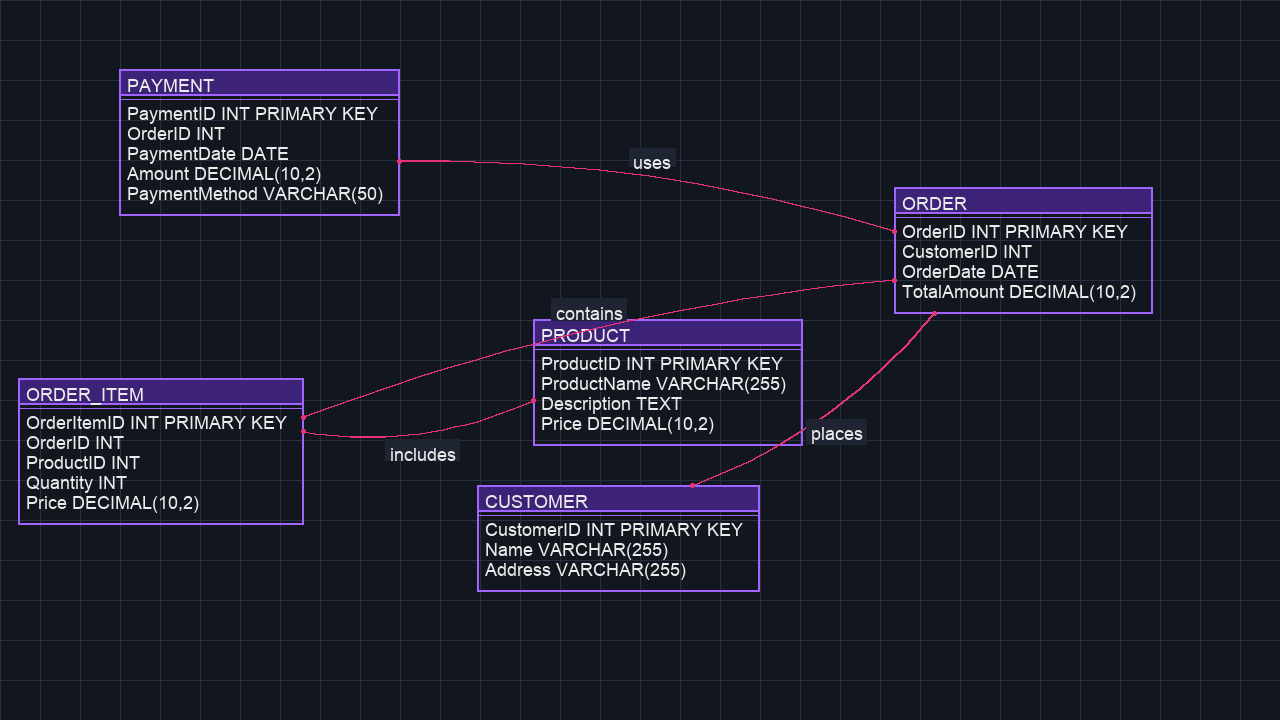 PAYMENT
PaymentID INT PRIMARY KEY
OrderID INT
PaymentDate DATE
Amount DECIMAL(10,2)
PaymentMethod VARCHAR(50)
uses
ORDER
OrderID INT PRIMARY KEY
CustomerID INT
OrderDate DATE
TotalAmount DECIMAL(10,2)
contains
PRODUCT
ProductID INT PRIMARY KEY
ProductName VARCHAR(255)
Description TEXT
Price DECIMAL(10,2)
ORDER_ITEM
OrderItemID INT PRIMARY KEY
OrderID INT
ProductID INT
Quantity INT
Price DECIMAL(10,2)
includes
places
CUSTOMER
CustomerID INT PRIMARY KEY
Name VARCHAR(255)
Address VARCHAR(255)